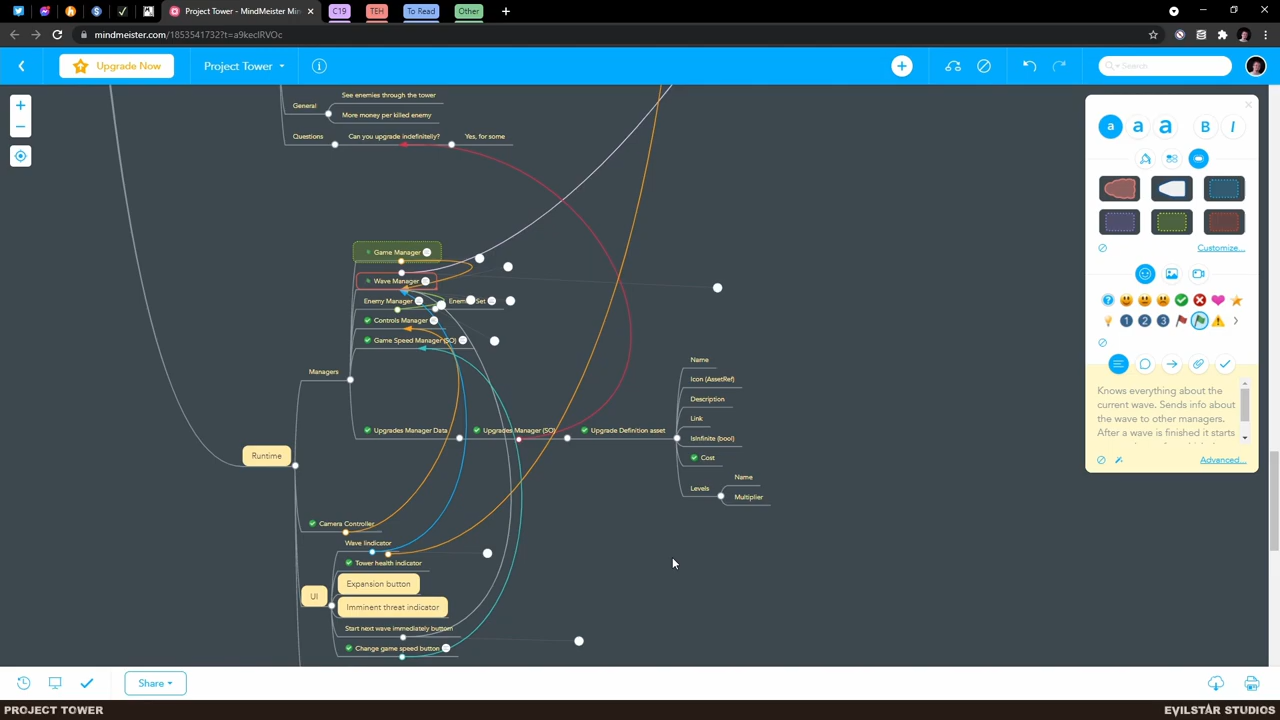 Project Tower - MindMeister Min
C19
TEH
To Read
Other
mindmeister.com/1853541732?t=a9keclRVOc
Upgrade Now
Project Tower
Search
See enemies through the tower
General
More money per killed enemy
Questions
Can you upgrade indefinitelly?
Yes, for some
Game Manager
Wave Manager
Enemy Manager
Set
Controls Manager
Game Speed Manager (SO)
Managers
Upgrades Manager Data
Upgrades Manager (SO)
Upgrade Definition asset
Name
Icon (AssetRef)
Description
Link
IsInfinite (bool)
Cost
Levels
Name
Multiplier
Runtime
Camera Controller
Wave Iindicator
Tower health indicator
UI
Expansion button
Imminent threat indicator
Start next wave immediately buttom
Change game speed button
a
a
a
B
I
Customize...
1
2
3
Knows everything about the
current wave. Sends info about
the wave to other managers.
After a wave is finished it starts
Advanced...
Share
PROJECT TOWER
EVILSTAR STUDIOS